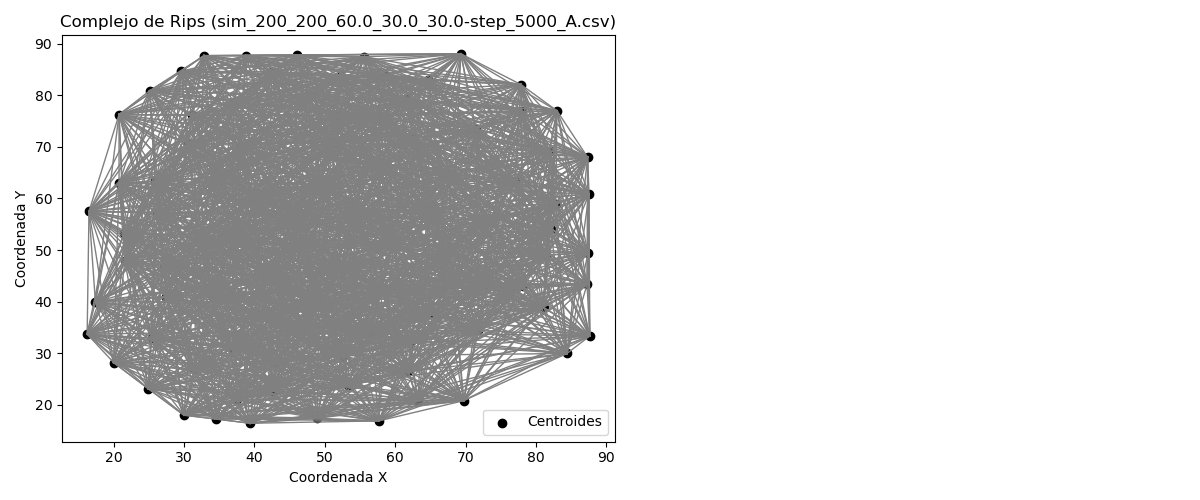 Complejo de Rips (sim_200_200_60.0_30.0_30.0-step_5000_A.csv)
90
80
70
60
50
40
30
20
Coordenada Y
Centroides
20 30 40 50 60 70 80 90
Coordenada X